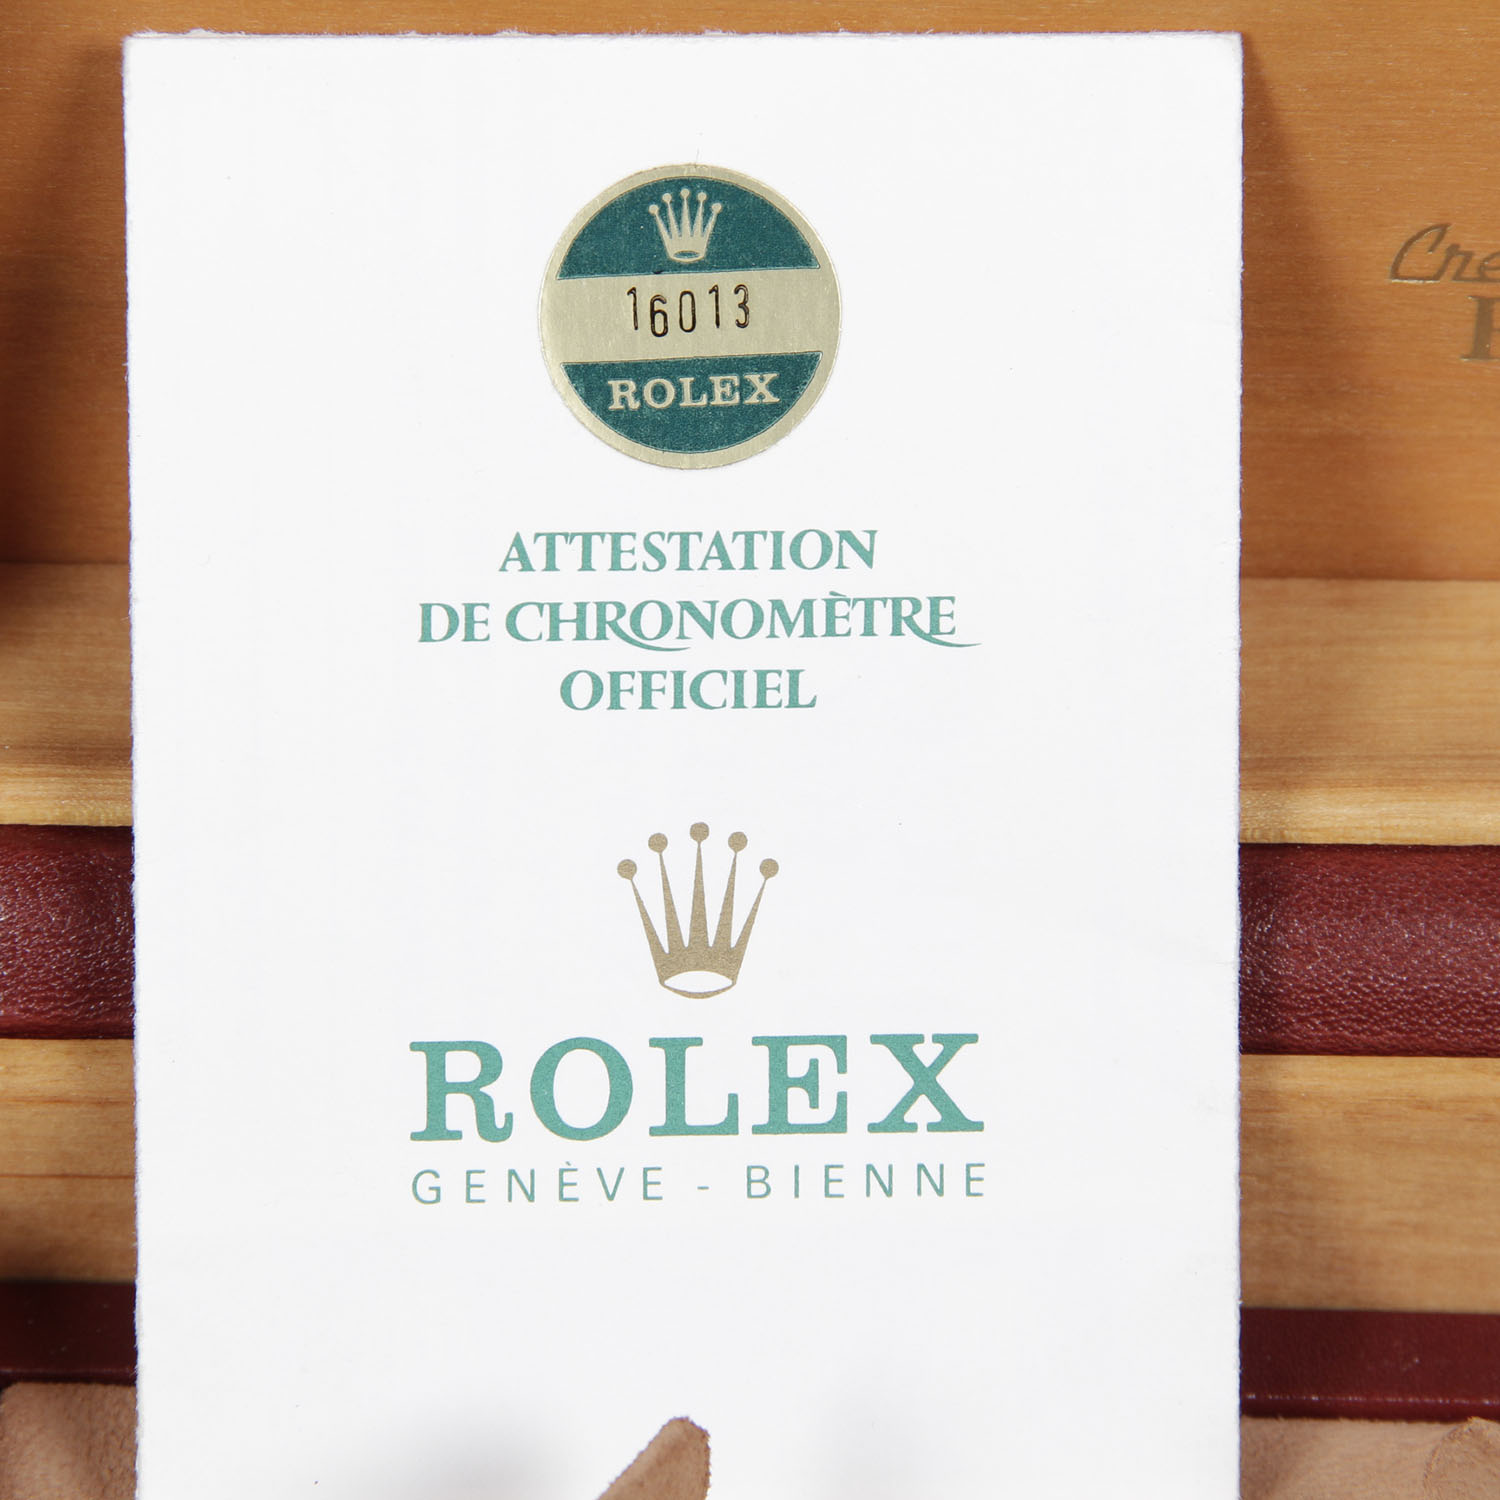 16013
ROLEX
ATTESTATION
DE CHRONOMÈTRE
OFFICIEL
ROLEX
GENÈVE - BIENNE